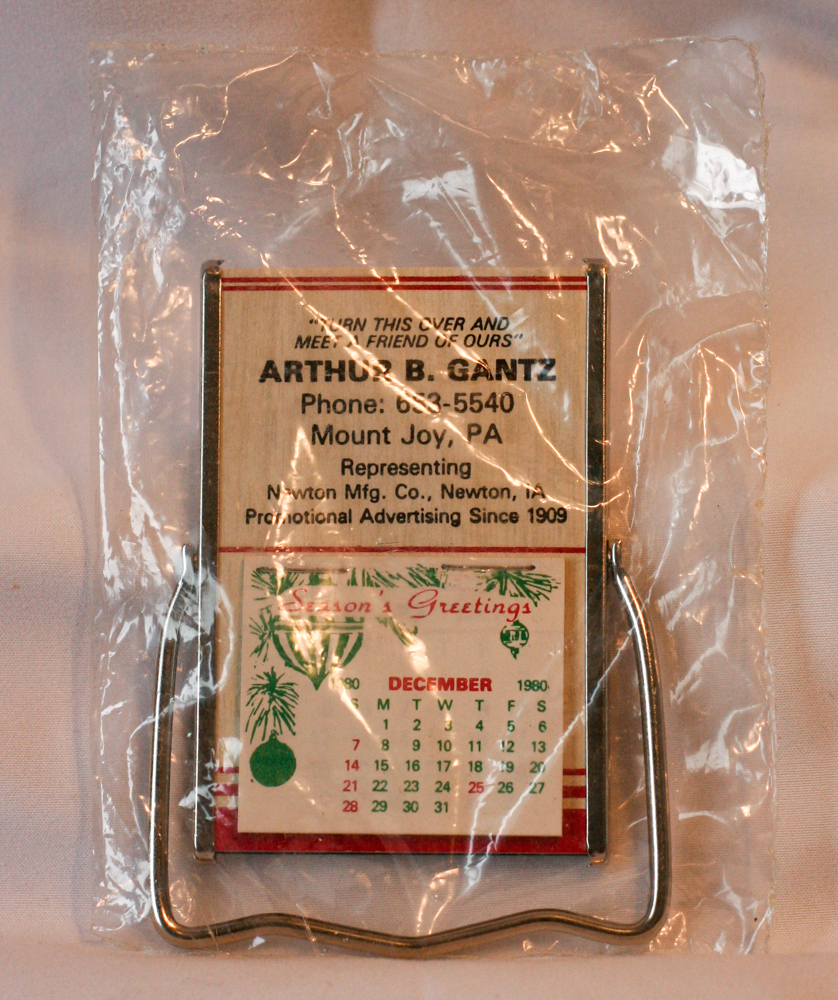 "TURN THIS OVER AND
MEET A FRIEND OF OURS"
ARTHUR B. GANTZ
Phone: 653-5540
Mount Joy, PA
Representing
Newton Mfg. Co., Newton, IA
Promotional Advertising Since 1909
Season's Greetings
1980 DECEMBER 1980
S M T W T F S
1 2 3 4 5 6
7 8 9 10 11 12 13
14 15 16 17 18 19 20
21 22 23 24 25 26 27
28 29 30 31